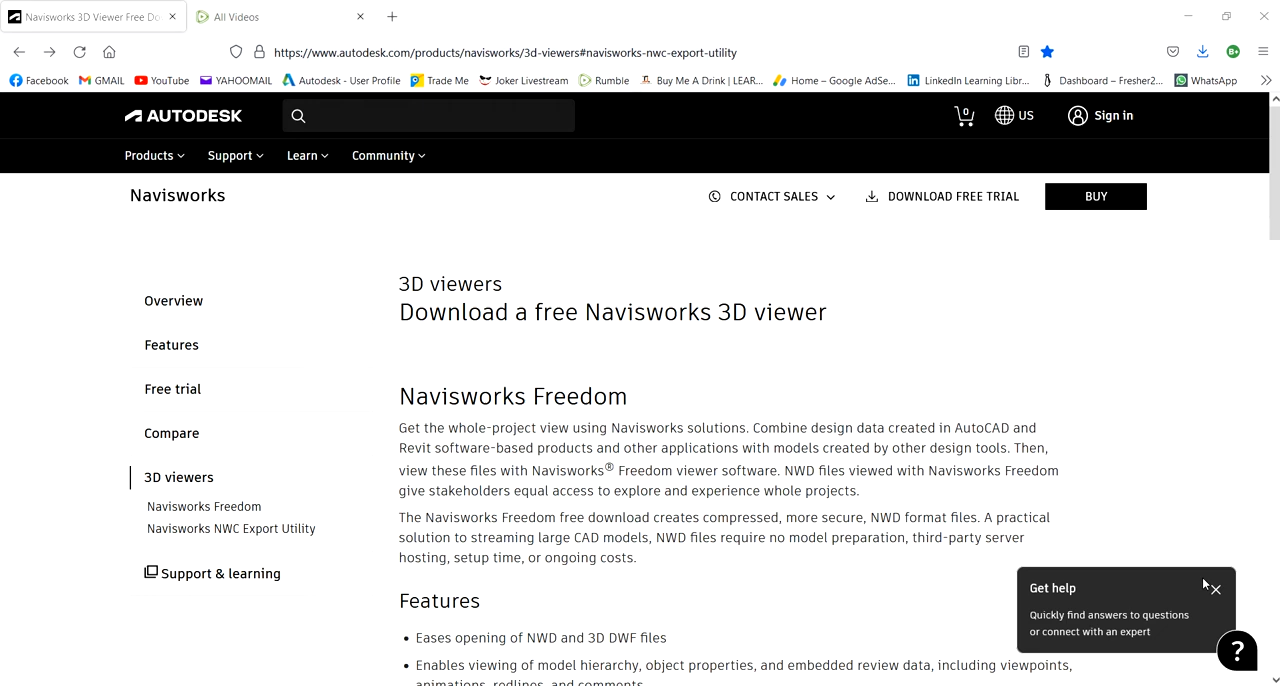 Navisworks 3D Viewer Free Do
All Videos
https://www.autodesk.com/products/navisworks/3d-viewers#navisworks-nwc-export-utility
Facebook GMAIL YouTube YAHOOMAIL Autodesk - User Profile Trade Me Joker Livestream Rumble Buy Me A Drink | LEAR... Home – Google AdSe... LinkedIn Learning Libr... Dashboard – Fresher2... WhatsApp
AUTODESK
0
US
Sign in
Products Support Learn Community
Navisworks
CONTACT SALES
DOWNLOAD FREE TRIAL
BUY
Overview
Features
Free trial
Compare
3D viewers
Navisworks Freedom
Navisworks NWC Export Utility
Support & learning
3D viewers
Download a free Navisworks 3D viewer
Navisworks Freedom
Get the whole-project view using Navisworks solutions. Combine design data created in AutoCAD and
Revit software-based products and other applications with models created by other design tools. Then,
view these files with Navisworks® Freedom viewer software. NWD files viewed with Navisworks Freedom
give stakeholders equal access to explore and experience whole projects.
The Navisworks Freedom free download creates compressed, more secure, NWD format files. A practical
solution to streaming large CAD models, NWD files require no model preparation, third-party server
hosting, setup time, or ongoing costs.
Features
• Eases opening of NWD and 3D DWF files
• Enables viewing of model hierarchy, object properties, and embedded review data, including viewpoints,
animations, redlines, and comments
Get help
Quickly find answers to questions
or connect with an expert
?